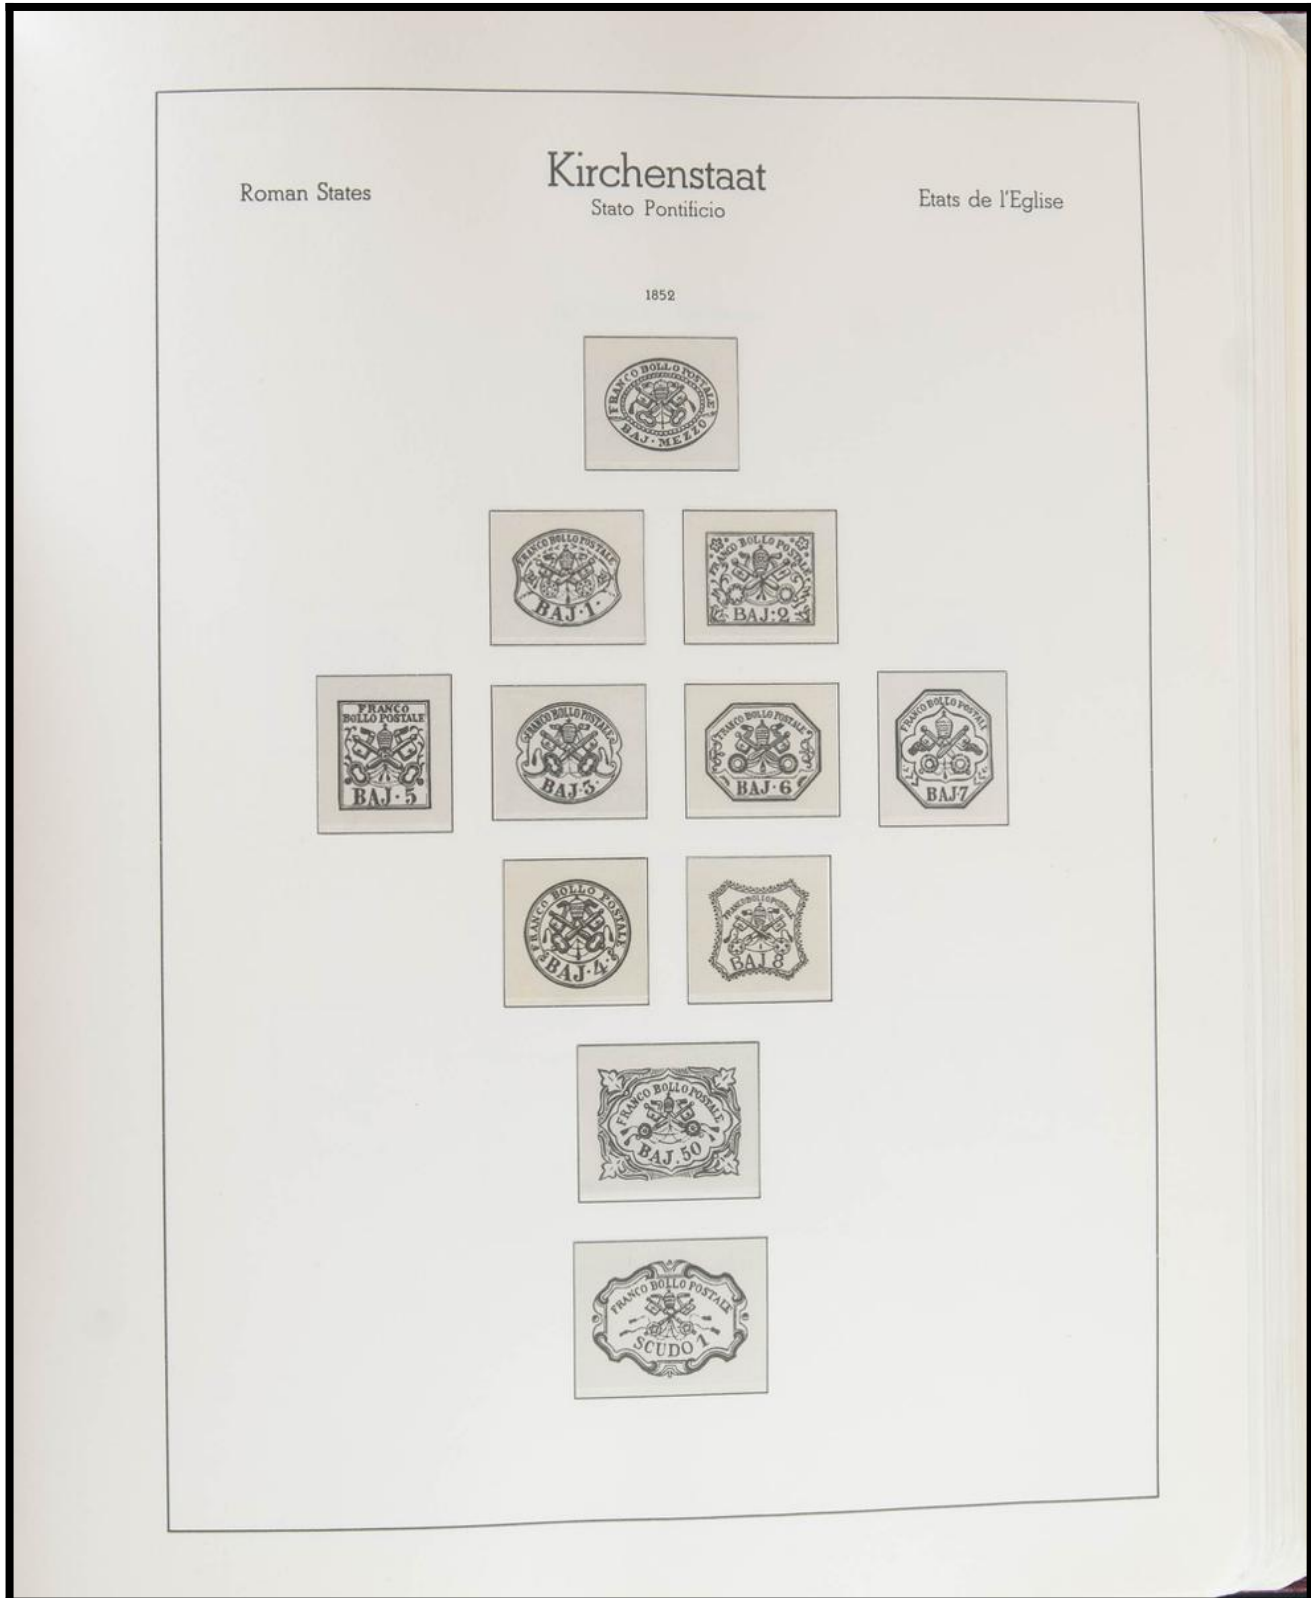 Kirchenstaat
Roman States
Stato Pontificio
Etats de l'Eglise
1852
FRANCO BOLLO POSTALE
BAJ · MEZZO
FRANCO BOLLO POSTALE
BAJ · 1 ·
FRANCO BOLLO POSTALE
BAJ : 2
FRANCO
BOLLO POSTALE
BAJ · 5
FRANCO BOLLO POSTALE
BAJ · 3 ·
FRANCO BOLLO POSTALE
BAJ · 6
FRANCO BOLLO POSTALE
BAJ · 7
FRANCO BOLLO POSTALE
BAJ · 4 ·
FRANCO BOLLO POSTALE
BAJ 8
FRANCO BOLLO POSTALE
BAJ . 50
FRANCO BOLLO POSTALE
SCUDO 1